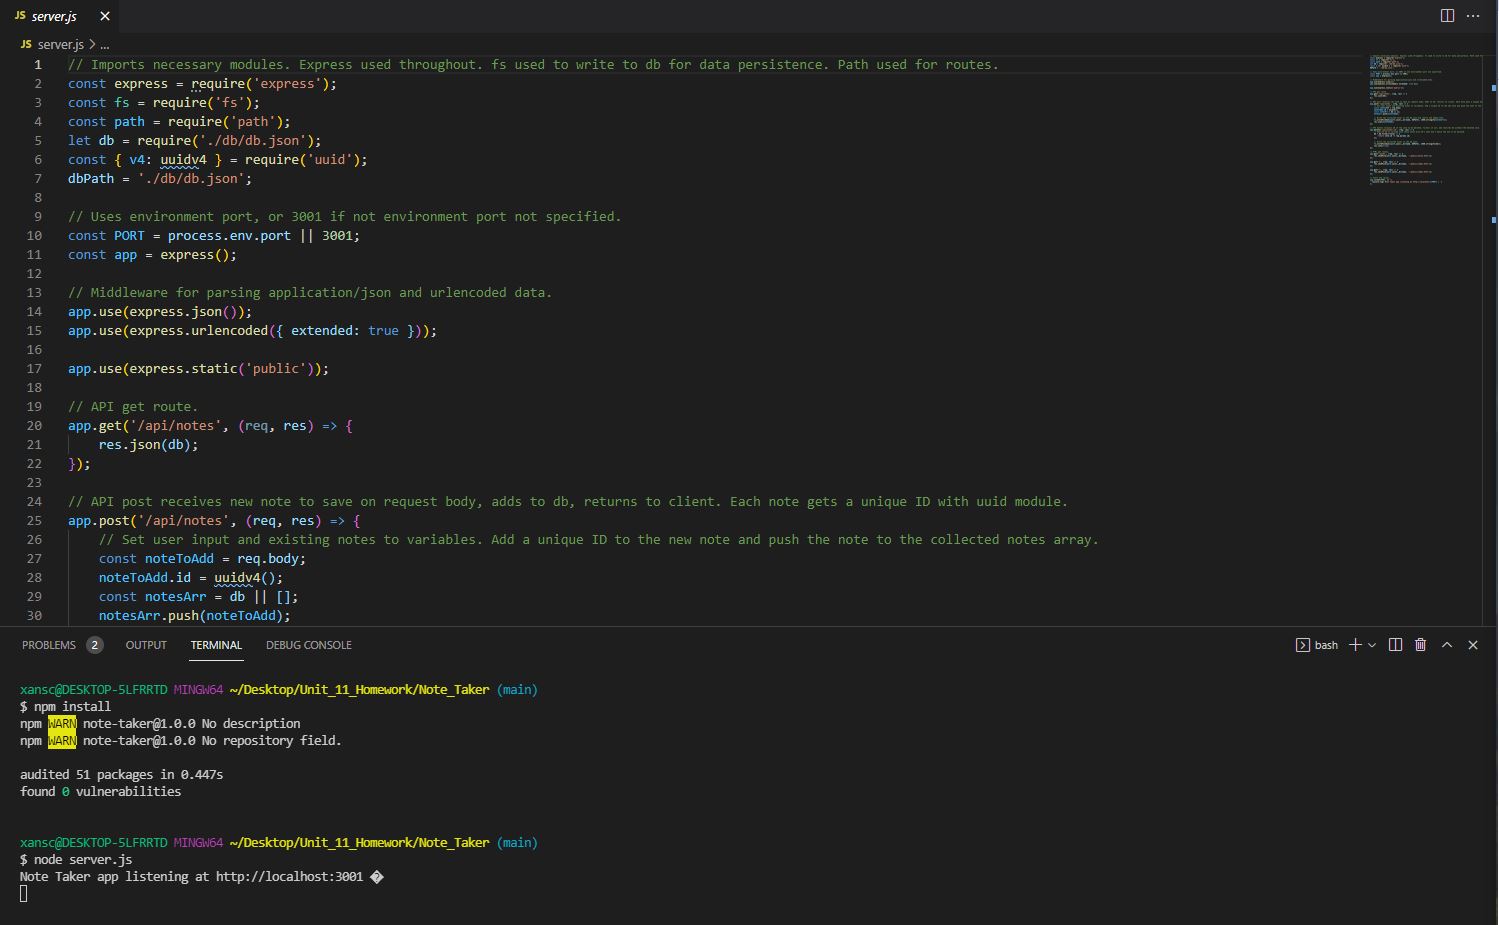 JS server.js ×
JS server.js > ...
1 // Imports necessary modules. Express used throughout. fs used to write to db for data persistence. Path used for routes.
2 const express = require('express');
3 const fs = require('fs');
4 const path = require('path');
5 let db = require('./db/db.json');
6 const { v4: uuidv4 } = require('uuid');
7 dbPath = './db/db.json';
8
9 // Uses environment port, or 3001 if not environment port not specified.
10 const PORT = process.env.port || 3001;
11 const app = express();
12
13 // Middleware for parsing application/json and urlencoded data.
14 app.use(express.json());
15 app.use(express.urlencoded({ extended: true }));
16
17 app.use(express.static('public'));
18
19 // API get route.
20 app.get('/api/notes', (req, res) => {
21     res.json(db);
22 });
23
24 // API post receives new note to save on request body, adds to db, returns to client. Each note gets a unique ID with uuid module.
25 app.post('/api/notes', (req, res) => {
26     // Set user input and existing notes to variables. Add a unique ID to the new note and push the note to the collected notes array.
27     const noteToAdd = req.body;
28     noteToAdd.id = uuidv4();
29     const notesArr = db || [];
30     notesArr.push(noteToAdd);
PROBLEMS 2 OUTPUT TERMINAL DEBUG CONSOLE bash
xansc@DESKTOP-5LFRRTD MINGW64 ~/Desktop/Unit_11_Homework/Note_Taker (main)
$ npm install
npm WARN note-taker@1.0.0 No description
npm WARN note-taker@1.0.0 No repository field.
audited 51 packages in 0.447s
found 0 vulnerabilities
xansc@DESKTOP-5LFRRTD MINGW64 ~/Desktop/Unit_11_Homework/Note_Taker (main)
$ node server.js
Note Taker app listening at http://localhost:3001 �